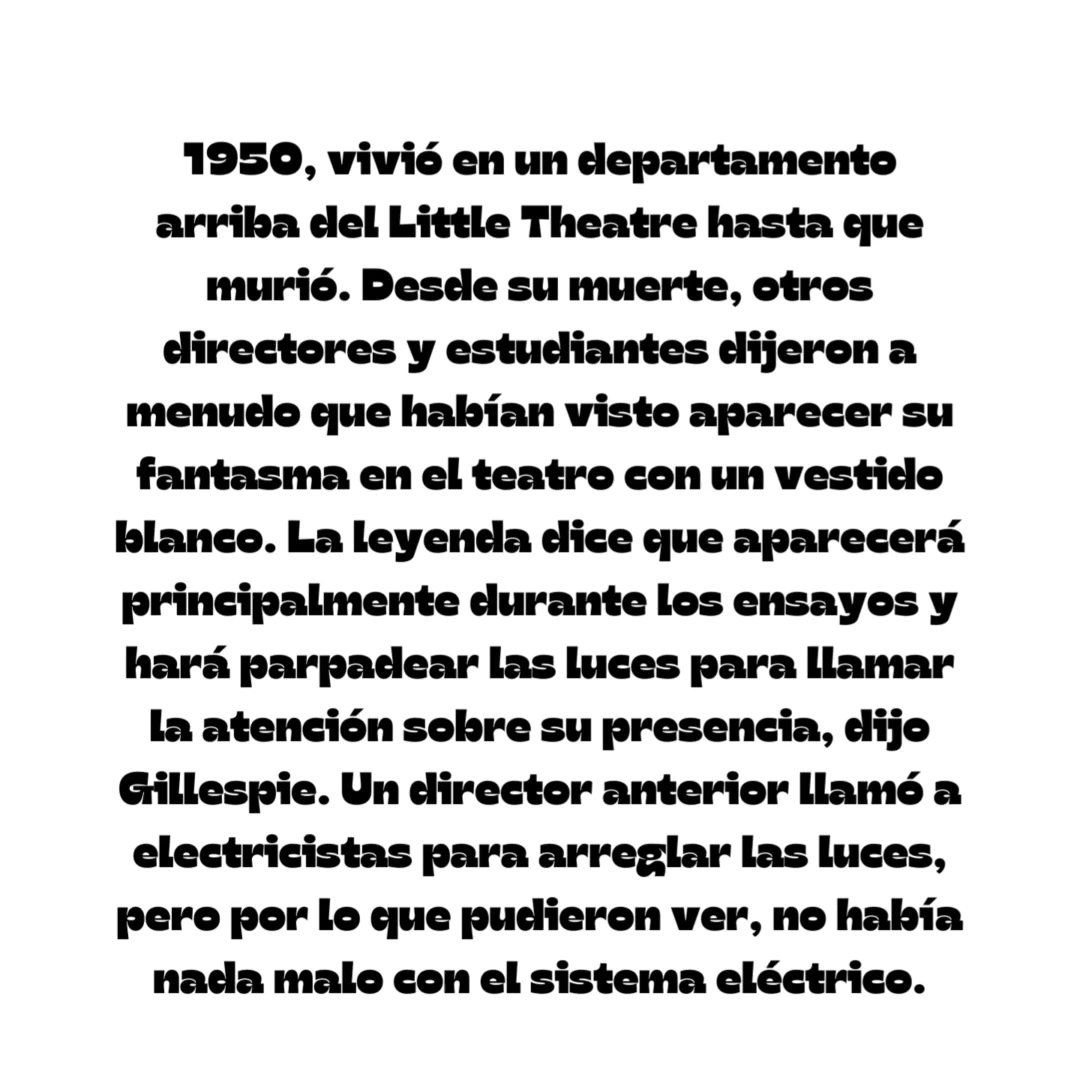 1950, vivió en un departamento
arriba del Little Theatre hasta que
murió. Desde su muerte, otros
directores y estudiantes dijeron a
menudo que habían visto aparecer su
fantasma en el teatro con un vestido
blanco. La leyenda dice que aparecerá
principalmente durante los ensayos y
hará parpadear las luces para llamar
la atención sobre su presencia, dijo
Gillespie. Un director anterior llamó a
electricistas para arreglar las luces,
pero por lo que pudieron ver, no había
nada malo con el sistema eléctrico.